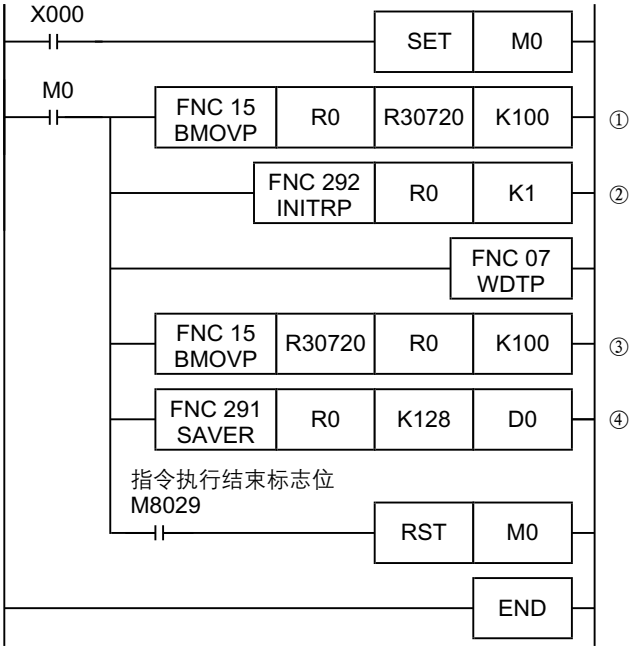 X000
SET M0
M0
FNC 15
BMOVP R0 R30720 K100 ①
FNC 292
INITRP R0 K1 ②
FNC 07
WDTP
FNC 15
BMOVP R30720 R0 K100 ③
FNC 291
SAVER R0 K128 D0 ④
指令执行结束标志位
M8029
RST M0
END